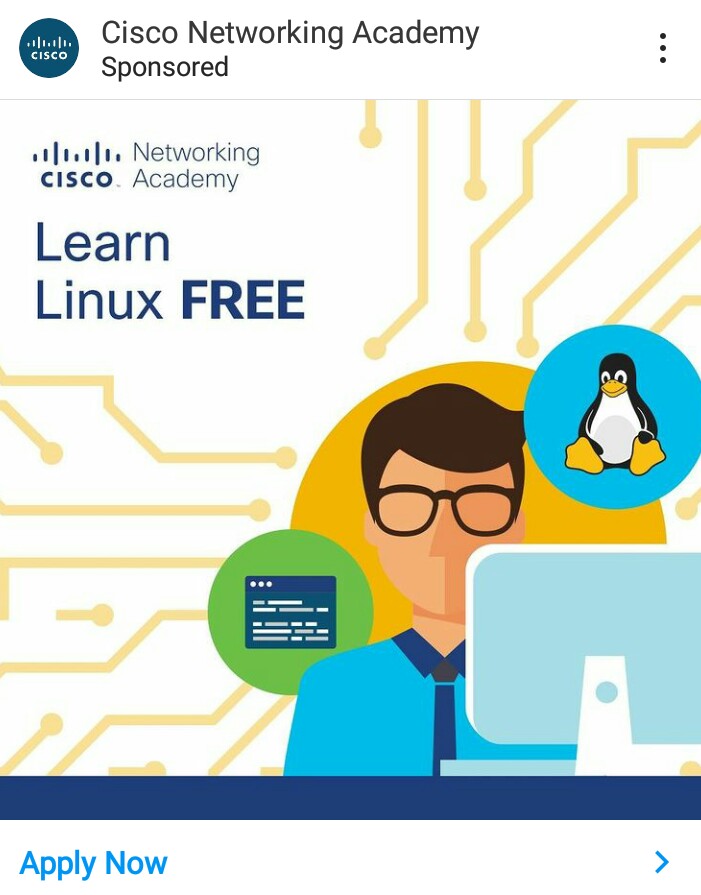 CISCO
Cisco Networking Academy
Sponsored
CISCO Networking Academy
Learn
Linux FREE
Apply Now